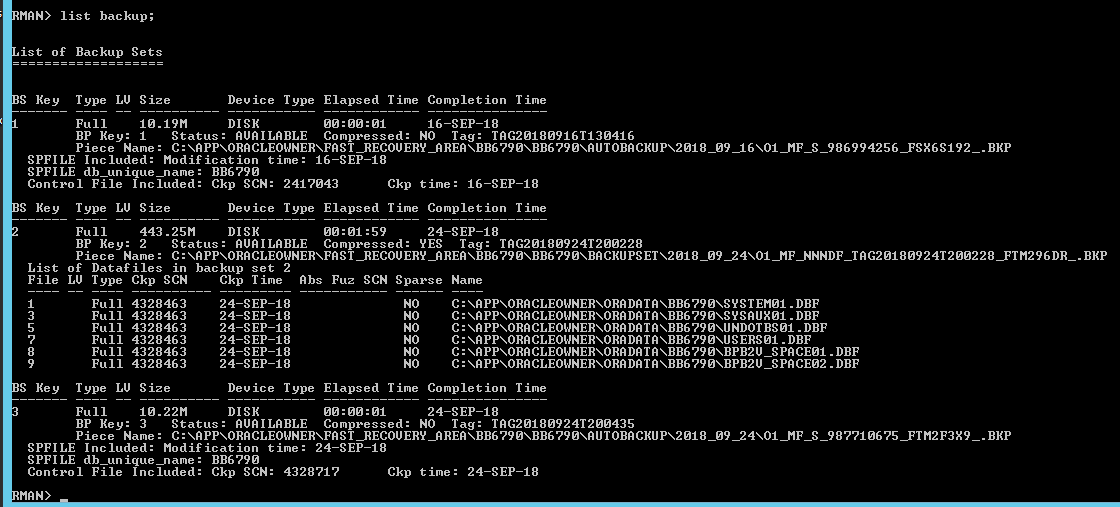 RMAN> list backup;
List of Backup Sets
===================
BS Key  Type LV Size       Device Type Elapsed Time Completion Time
------- ---- -- ---------- ----------- ------------ ---------------
1       Full    10.19M     DISK        00:00:01     16-SEP-18
        BP Key: 1   Status: AVAILABLE  Compressed: NO  Tag: TAG20180916T130416
        Piece Name: C:\APP\ORACLEOWNER\FAST_RECOVERY_AREA\BB6790\BB6790\AUTOBACKUP\2018_09_16\O1_MF_S_986994256_FSX6S192_.BKP
  SPFILE Included: Modification time: 16-SEP-18
  SPFILE db_unique_name: BB6790
  Control File Included: Ckp SCN: 2417043      Ckp time: 16-SEP-18
BS Key  Type LV Size       Device Type Elapsed Time Completion Time
------- ---- -- ---------- ----------- ------------ ---------------
2       Full    443.25M    DISK        00:01:59     24-SEP-18
        BP Key: 2   Status: AVAILABLE  Compressed: YES  Tag: TAG20180924T200228
        Piece Name: C:\APP\ORACLEOWNER\FAST_RECOVERY_AREA\BB6790\BB6790\BACKUPSET\2018_09_24\O1_MF_NNNDF_TAG20180924T200228_FTM296DR_.BKP
  List of Datafiles in backup set 2
  File LV Type Ckp SCN    Ckp Time  Abs Fuz SCN Sparse Name
  ---- -- ---- ---------- --------- ----------- ------ ----
  1       Full 4328463    24-SEP-18              NO    C:\APP\ORACLEOWNER\ORADATA\BB6790\SYSTEM01.DBF
  3       Full 4328463    24-SEP-18              NO    C:\APP\ORACLEOWNER\ORADATA\BB6790\SYSAUX01.DBF
  5       Full 4328463    24-SEP-18              NO    C:\APP\ORACLEOWNER\ORADATA\BB6790\UNDOTBS01.DBF
  7       Full 4328463    24-SEP-18              NO    C:\APP\ORACLEOWNER\ORADATA\BB6790\USERS01.DBF
  8       Full 4328463    24-SEP-18              NO    C:\APP\ORACLEOWNER\ORADATA\BB6790\BPB2V_SPACE01.DBF
  9       Full 4328463    24-SEP-18              NO    C:\APP\ORACLEOWNER\ORADATA\BB6790\BPB2V_SPACE02.DBF
BS Key  Type LV Size       Device Type Elapsed Time Completion Time
------- ---- -- ---------- ----------- ------------ ---------------
3       Full    10.22M     DISK        00:00:01     24-SEP-18
        BP Key: 3   Status: AVAILABLE  Compressed: NO  Tag: TAG20180924T200435
        Piece Name: C:\APP\ORACLEOWNER\FAST_RECOVERY_AREA\BB6790\BB6790\AUTOBACKUP\2018_09_24\O1_MF_S_987710675_FTM2F3X9_.BKP
  SPFILE Included: Modification time: 24-SEP-18
  SPFILE db_unique_name: BB6790
  Control File Included: Ckp SCN: 4328717      Ckp time: 24-SEP-18
RMAN> _